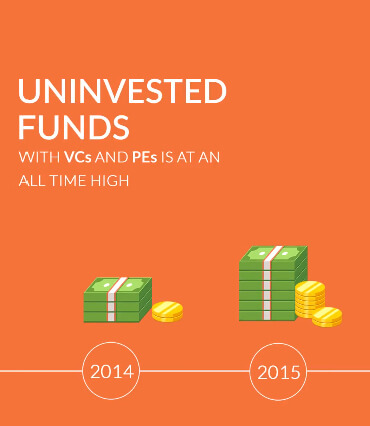 UNINVESTED
FUNDS
WITH VCs AND PEs IS AT AN
ALL TIME HIGH
2014
2015